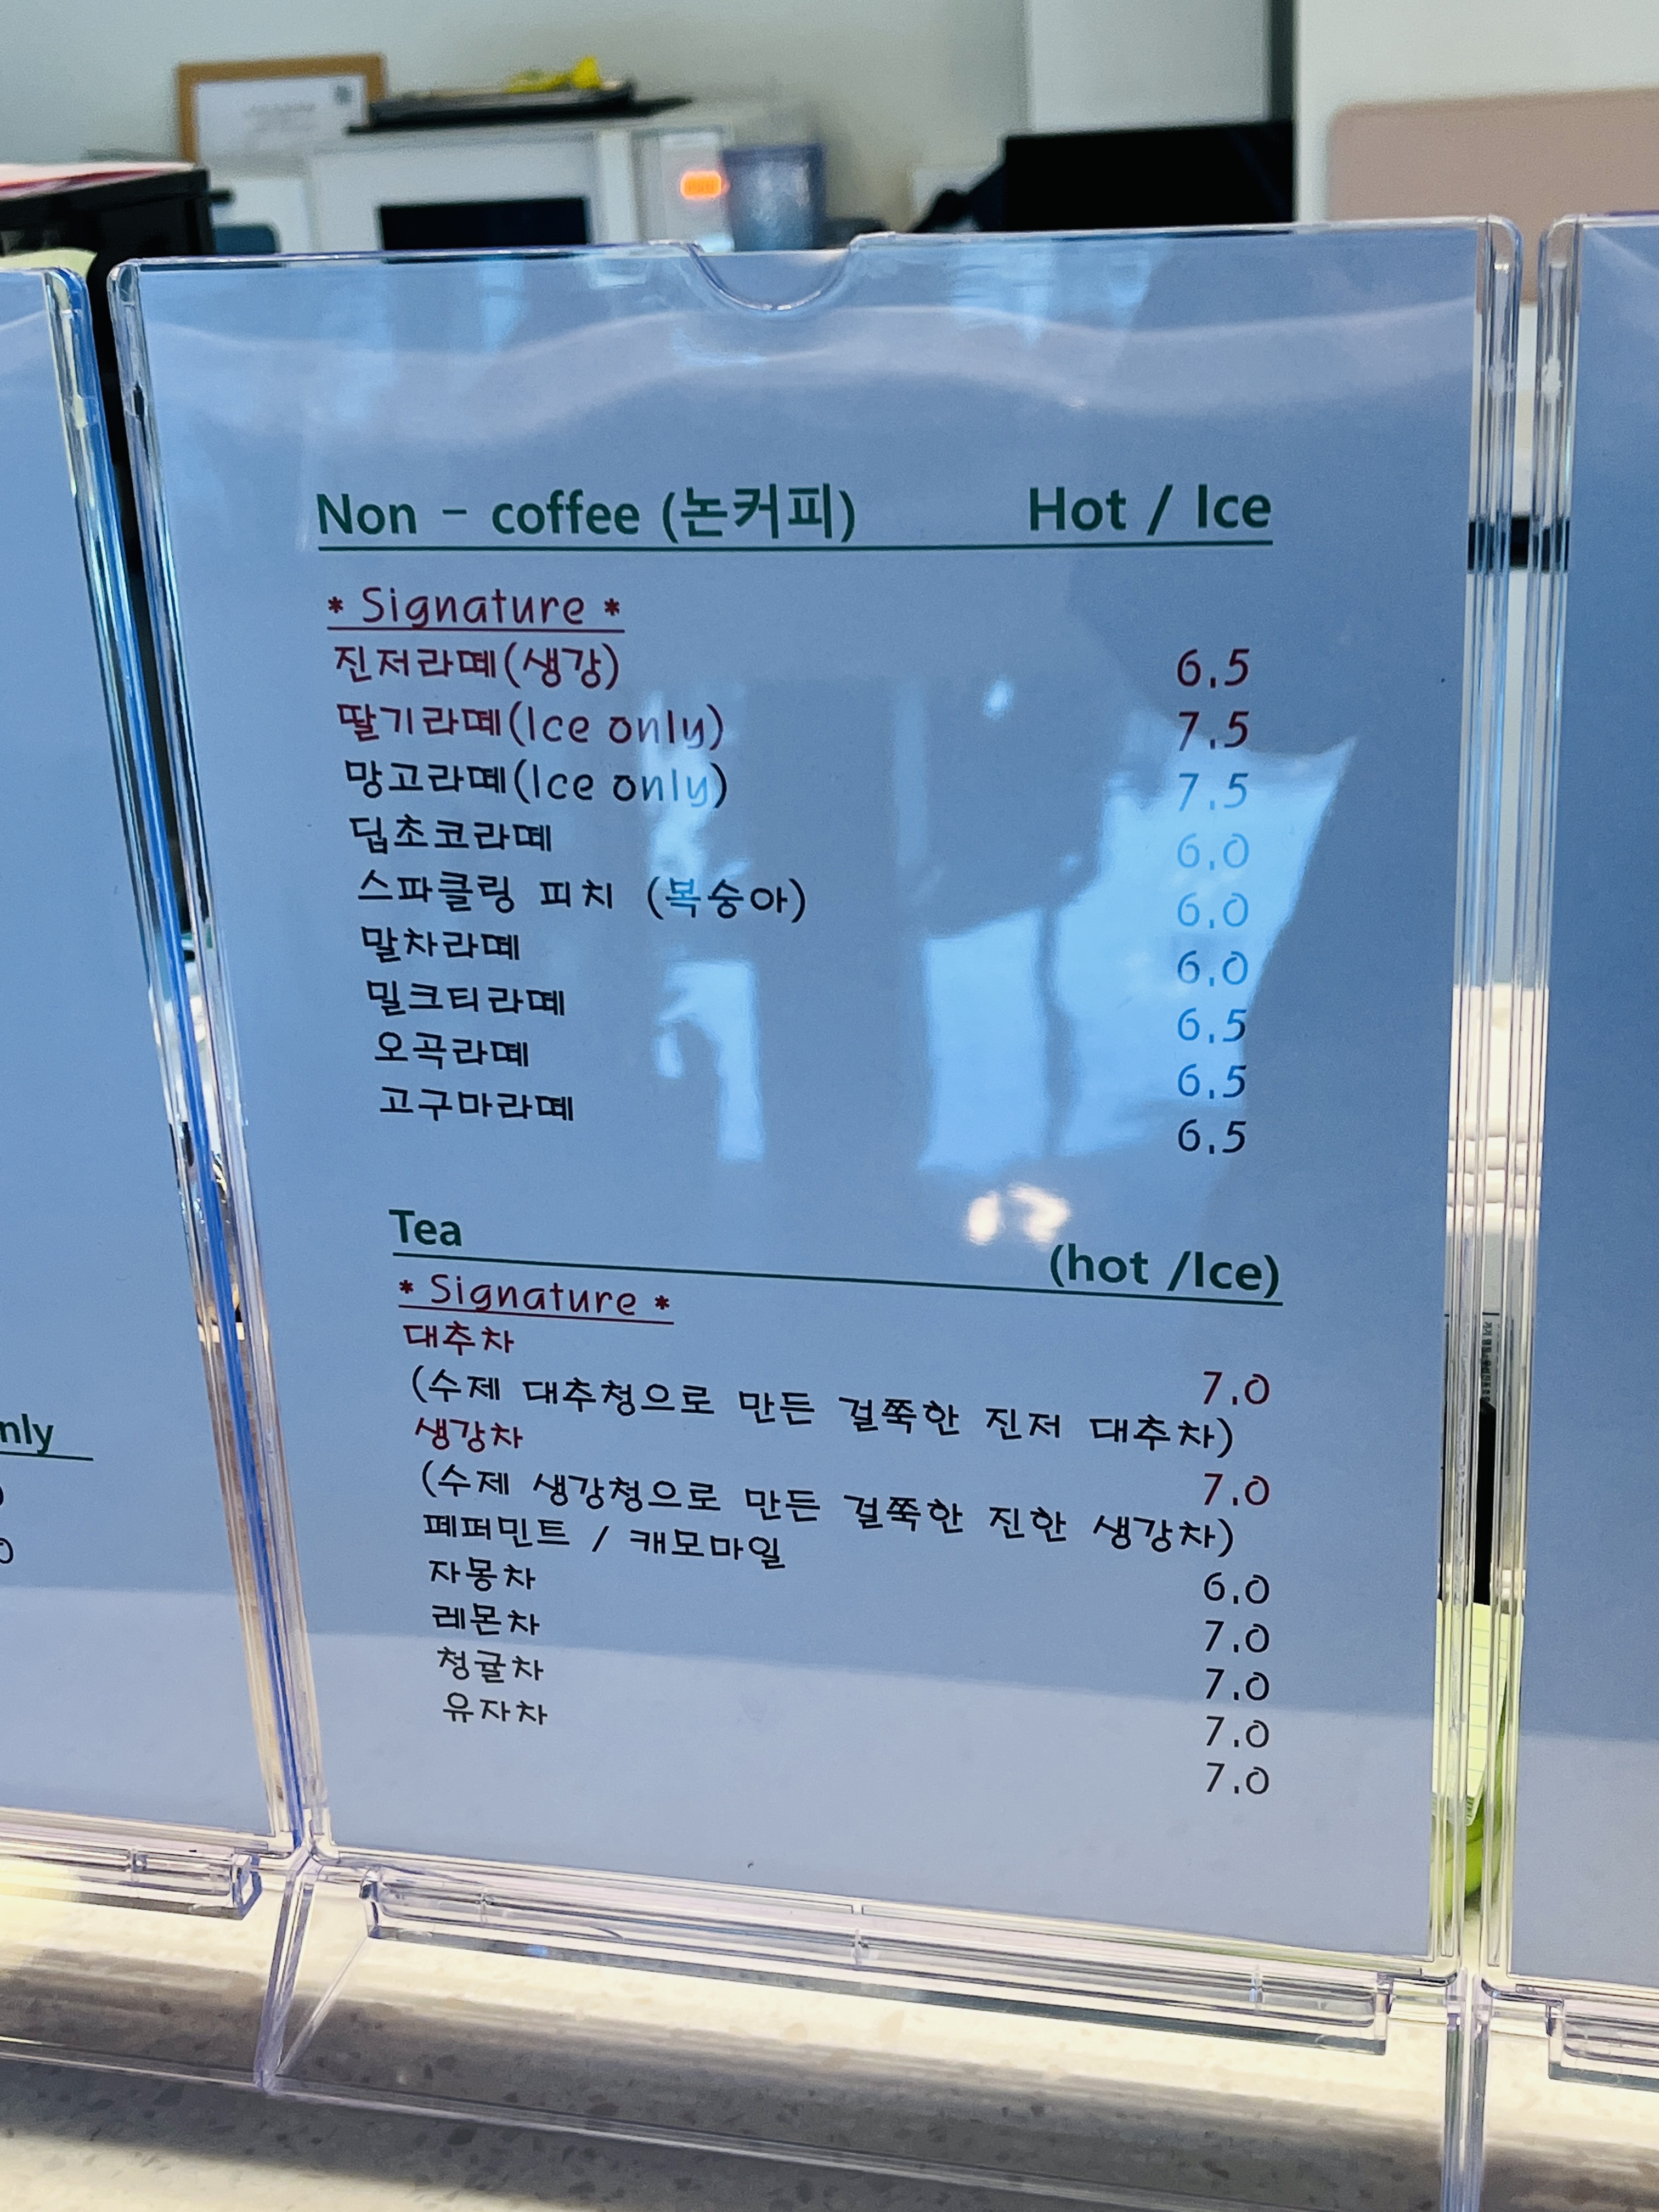 Non - coffee (논커피) Hot / Ice
* Signature *
진저라떼(생강) 6.5
딸기라떼(Ice only) 7.5
망고라떼(Ice only) 7.5
딥초코라떼 6.0
스파클링 피치 (복숭아) 6.0
말차라떼 6.0
밀크티라떼 6.5
오곡라떼 6.5
고구마라떼 6.5
Tea (hot /Ice)
* Signature *
대추차 7.0
(수제 대추청으로 만든 걸쭉한 진저 대추차)
생강차 7.0
(수제 생강청으로 만든 걸쭉한 진한 생강차)
페퍼민트 / 캐모마일 6.0
자몽차 7.0
레몬차 7.0
청귤차 7.0
유자차 7.0